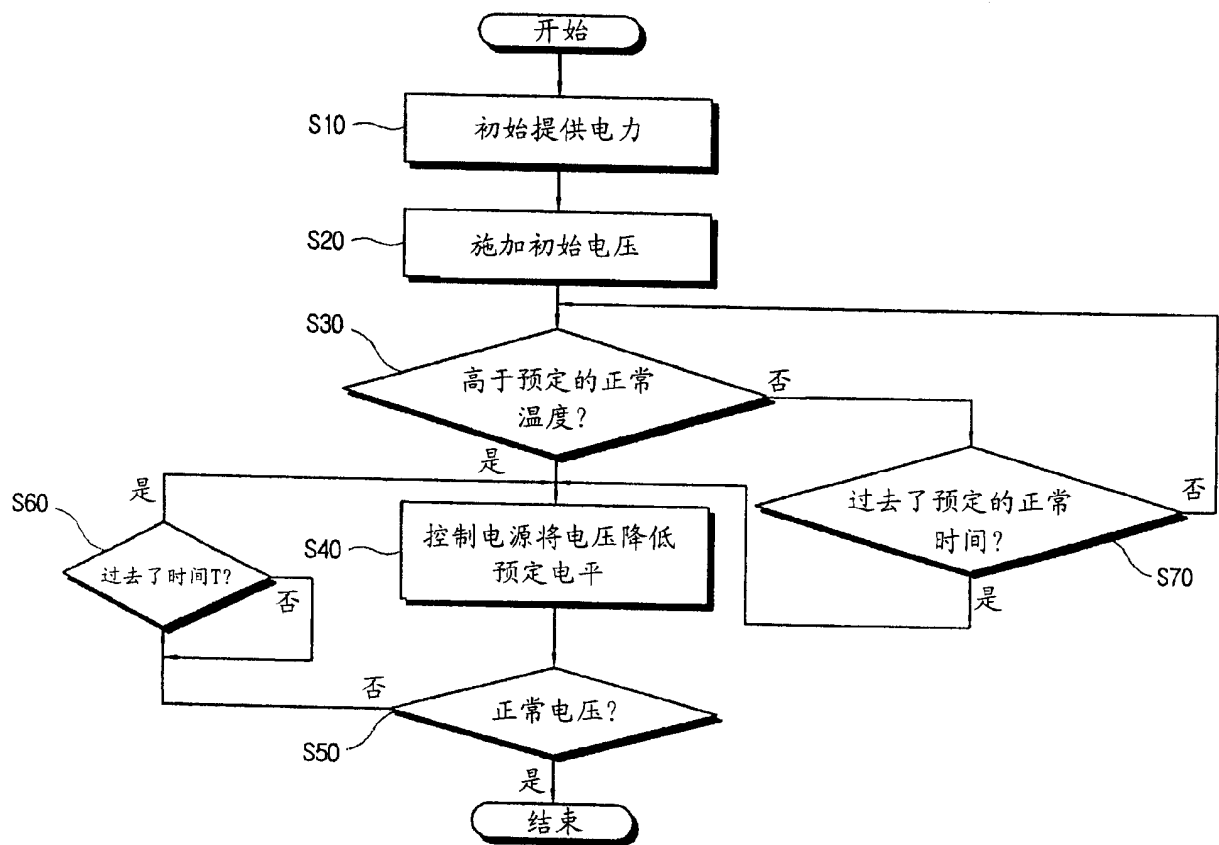 开始
S10
初始提供电力
S20
施加初始电压
S30
高于预定的正常
温度?
否
是
是
S60
过去了时间T?
否
S40
控制电源将电压降低
预定电平
过去了预定的正常
时间?
否
S70
是
否
正常电压?
S50
是
结束